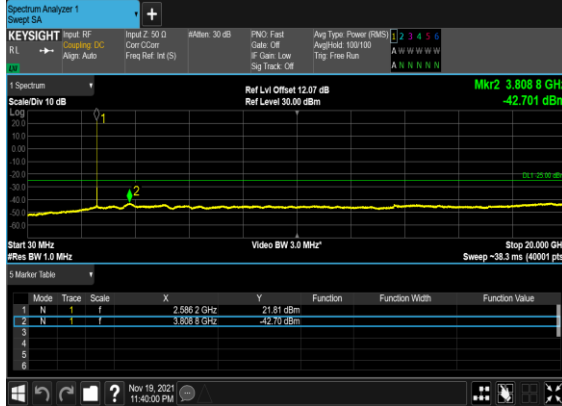 Spectrum Analyzer 1
Swept SA
+
KEYSIGHT Input: RF Input Z: 50 Ω #Atten: 30 dB PNO: Fast Avg Type: Power (RMS) 1 2 3 4 5 6
RL Coupling: DC Corr CCorr Gate: Off Avg|Hold: 100/100 A W W W W W
Align: Auto Freq Ref: Int (S) IF Gain: Low Trig: Free Run
Sig Track: Off A N N N N N
1 Spectrum Ref Lvl Offset 12.07 dB Mkr2 3.808 8 GHz
Scale/Div 10 dB Ref Level 30.00 dBm -42.701 dBm
Log
20.0
10.0
0.00
-10.0
-20.0
-30.0
-40.0
-50.0
-60.0
1
2
DL1 -25.00 dBm
Start 30 MHz Video BW 3.0 MHz* Stop 20.000 GHz
#Res BW 1.0 MHz Sweep ~38.3 ms (40001 pts)
5 Marker Table
Mode Trace Scale X Y Function Function Width Function Value
1 N 1 f 2.586 2 GHz 21.81 dBm
2 N 1 f 3.808 8 GHz -42.70 dBm
3
4
5
6
? Nov 19, 2021
11:40:00 PM